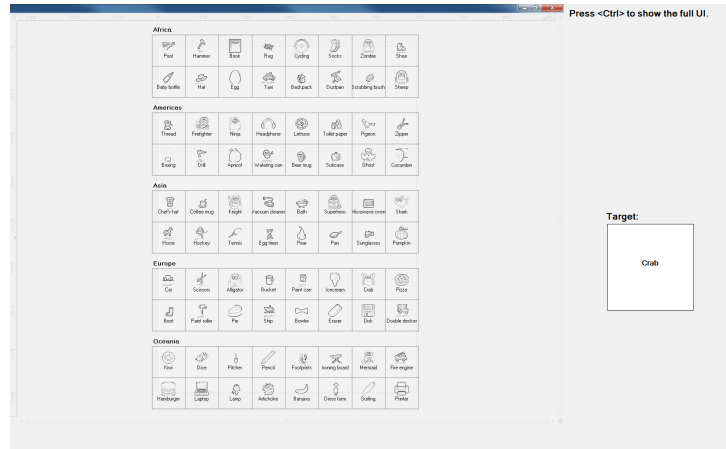 Press <Ctrl> to show the full UI.
Africa
Pool Hammer Book Rug Cycling Socks Zombie Shoe
Baby bottle Hat Egg Taxi Backpack Dustpan Scrubbing brush Sheep
Americas
Thread Firefighter Ninja Headphone Lettuce Toilet paper Pigeon Zipper
Boxing Drill Apricot Watering can Beer mug Suitcase Ghost Cucumber
Asia
Chef's hat Coffee mug Knight Vacuum cleaner Bath Superhero Microwave oven Shark
Horse Hockey Tennis Egg timer Pear Pan Sunglasses Pumpkin
Target:
Crab
Europe
Car Scissors Alligator Bucket Paint can Icecream Crab Pizza
Boot Paint roller Pie Ship Bowtie Eraser Disk Double decker
Oceania
Kiwi Dice Pitcher Pencil Footprints Ironing board Mermaid Fire engine
Hamburger Laptop Lamp Artichoke Banana Dress form Surfing Printer